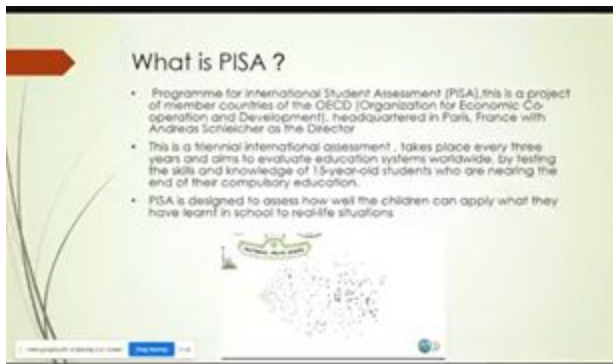 What is PISA ?
• Programme for International Student Assessment (PISA),this is a project
of member countries of the OECD (Organization for Economic Co-
operation and Development), headquartered in Paris, France with
Andreas Schleicher as the Director
• This is a triennial international assessment , takes place every three
years and aims to evaluate education systems worldwide, by testing
the skills and knowledge of 15-year-old students who are nearing the
end of their compulsory education.
• PISA is designed to assess how well the children can apply what they
have learnt in school to real-life situations